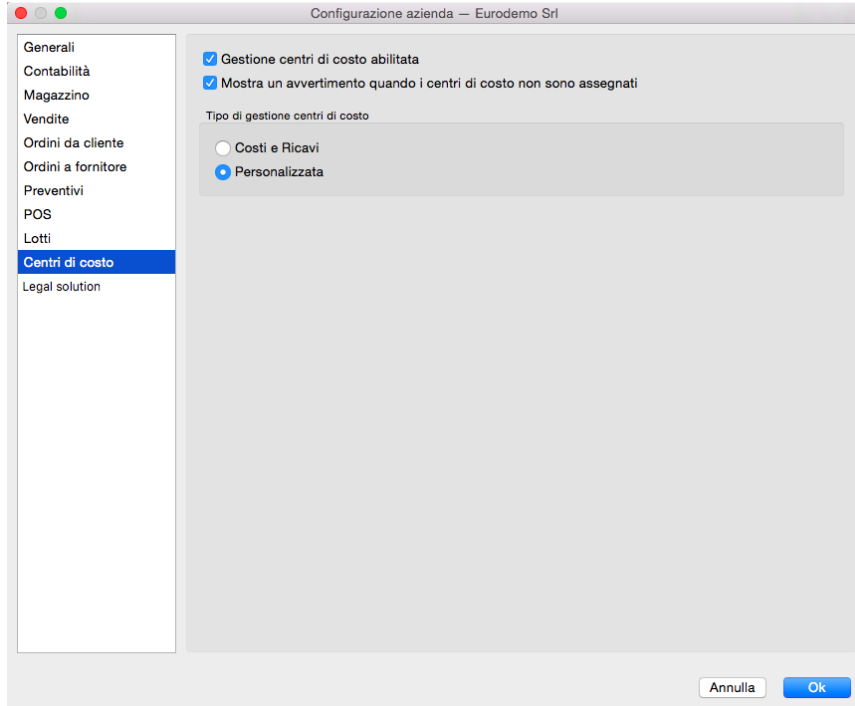 Configurazione azienda — Eurodemo Srl
Generali
Contabilità
Magazzino
Vendite
Ordini da cliente
Ordini a fornitore
Preventivi
POS
Lotti
Centri di costo
Legal solution
Gestione centri di costo abilitata
Mostra un avvertimento quando i centri di costo non sono assegnati
Tipo di gestione centri di costo
Costi e Ricavi
Personalizzata
Annulla
Ok